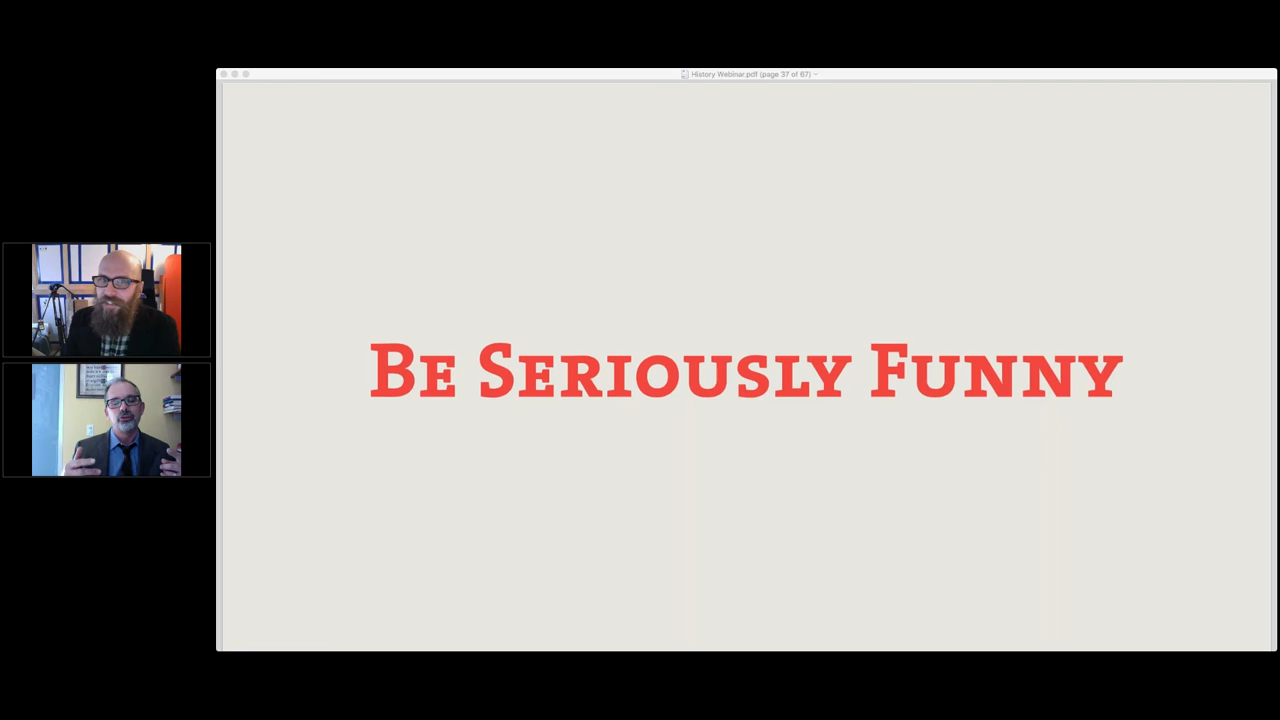 History Webinar.pdf (page 37 of 67)
Be Seriously Funny